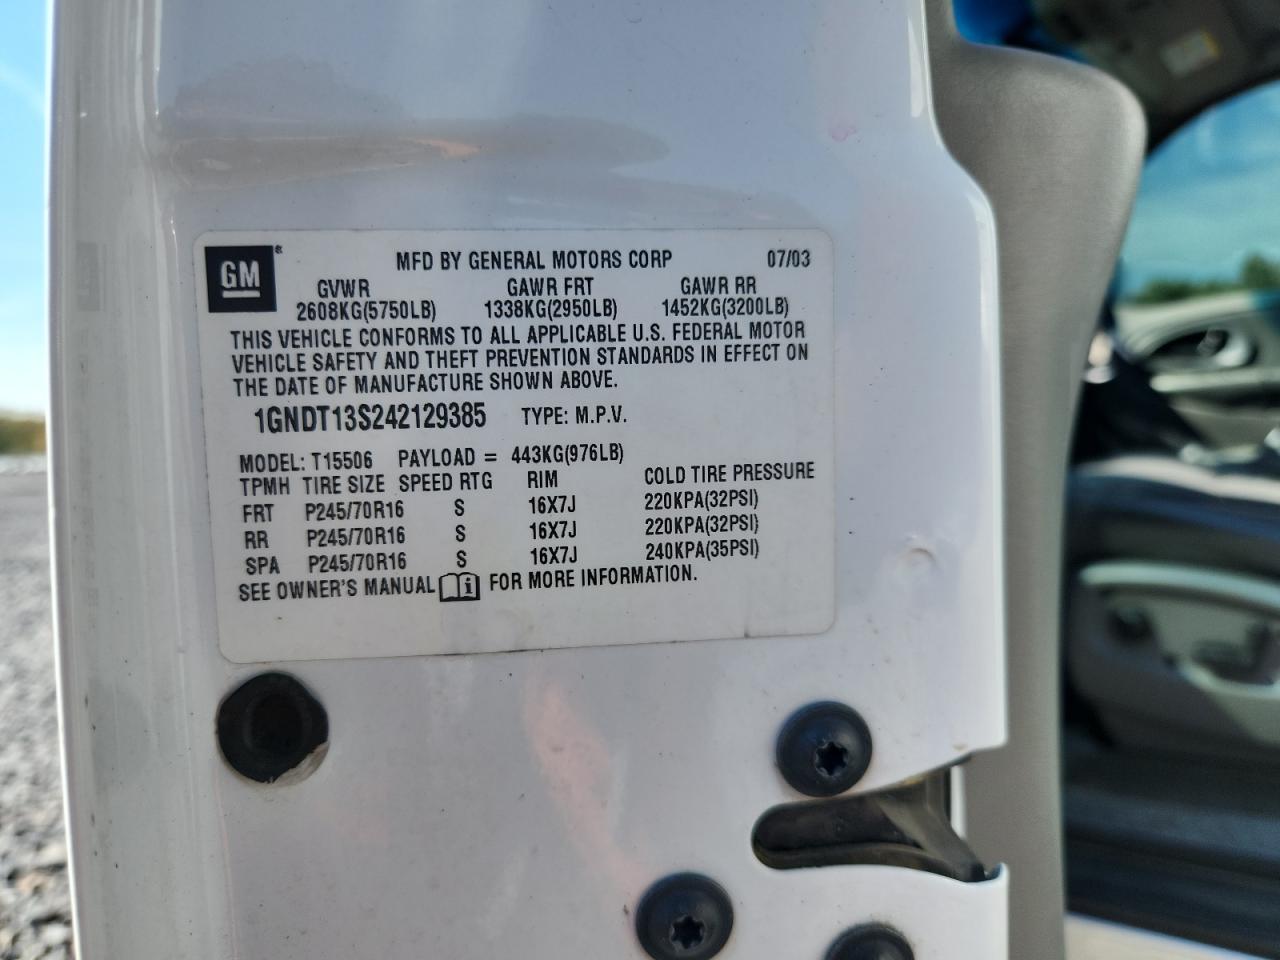 GM® MFD BY GENERAL MOTORS CORP 07/03
GVWR GAWR FRT GAWR RR
2608KG(5750LB) 1338KG(2950LB) 1452KG(3200LB)
THIS VEHICLE CONFORMS TO ALL APPLICABLE U.S. FEDERAL MOTOR
VEHICLE SAFETY AND THEFT PREVENTION STANDARDS IN EFFECT ON
THE DATE OF MANUFACTURE SHOWN ABOVE.
1GNDT13S242129385 TYPE: M.P.V.
MODEL: T15506 PAYLOAD = 443KG(976LB)
TPMH TIRE SIZE SPEED RTG RIM COLD TIRE PRESSURE
FRT P245/70R16 S 16X7J 220KPA(32PSI)
RR P245/70R16 S 16X7J 220KPA(32PSI)
SPA P245/70R16 S 16X7J 240KPA(35PSI)
SEE OWNER'S MANUAL i FOR MORE INFORMATION.